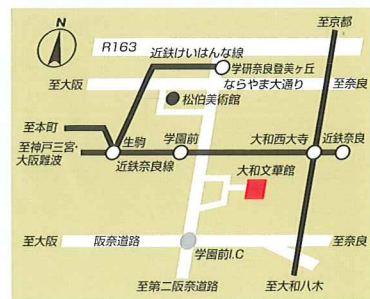 N
至京都
R163
近鉄けいはんな線
学研奈良登美ヶ丘
至大阪
ならやま大通り
至奈良
松伯美術館
至本町
生駒
学園前
大和西大寺
近鉄奈良
至神戸三宮・
大阪難波
近鉄奈良線
大和文華館
至大阪
阪奈道路
至奈良
学園前I.C
至第二阪奈道路
至大和八木